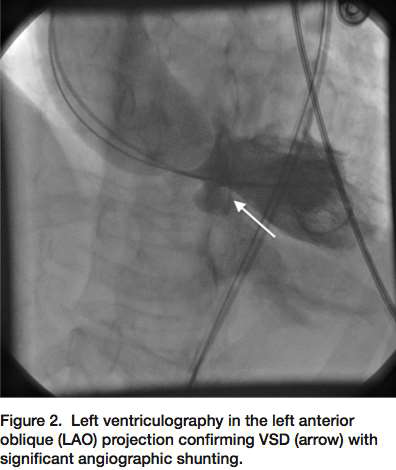 Figure 2. Left ventriculography in the left anterior
oblique (LAO) projection confirming VSD (arrow) with
significant angiographic shunting.